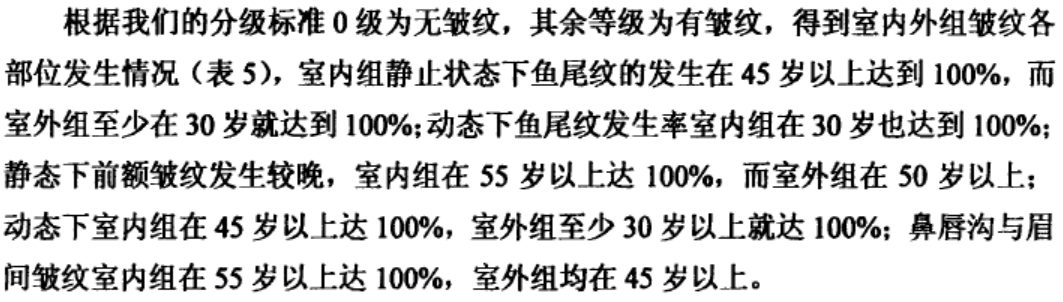 根据我们的分级标准 0 级为无皱纹，其余等级为有皱纹，得到室内外组皱纹各
部位发生情况（表 5），室内组静止状态下鱼尾纹的发生在 45 岁以上达到 100%，而
室外组至少在 30 岁就达到 100%;动态下鱼尾纹发生率室内组在 30 岁也达到 100%；
静态下前额皱纹发生较晚，室内组在 55 岁以上达 100%，而室外组在 50 岁以上；
动态下室内组在 45 岁以上达 100%，室外组至少 30 岁以上就达 100%；鼻唇沟与眉
间皱纹室内组在 55 岁以上达 100%，室外组均在 45 岁以上。